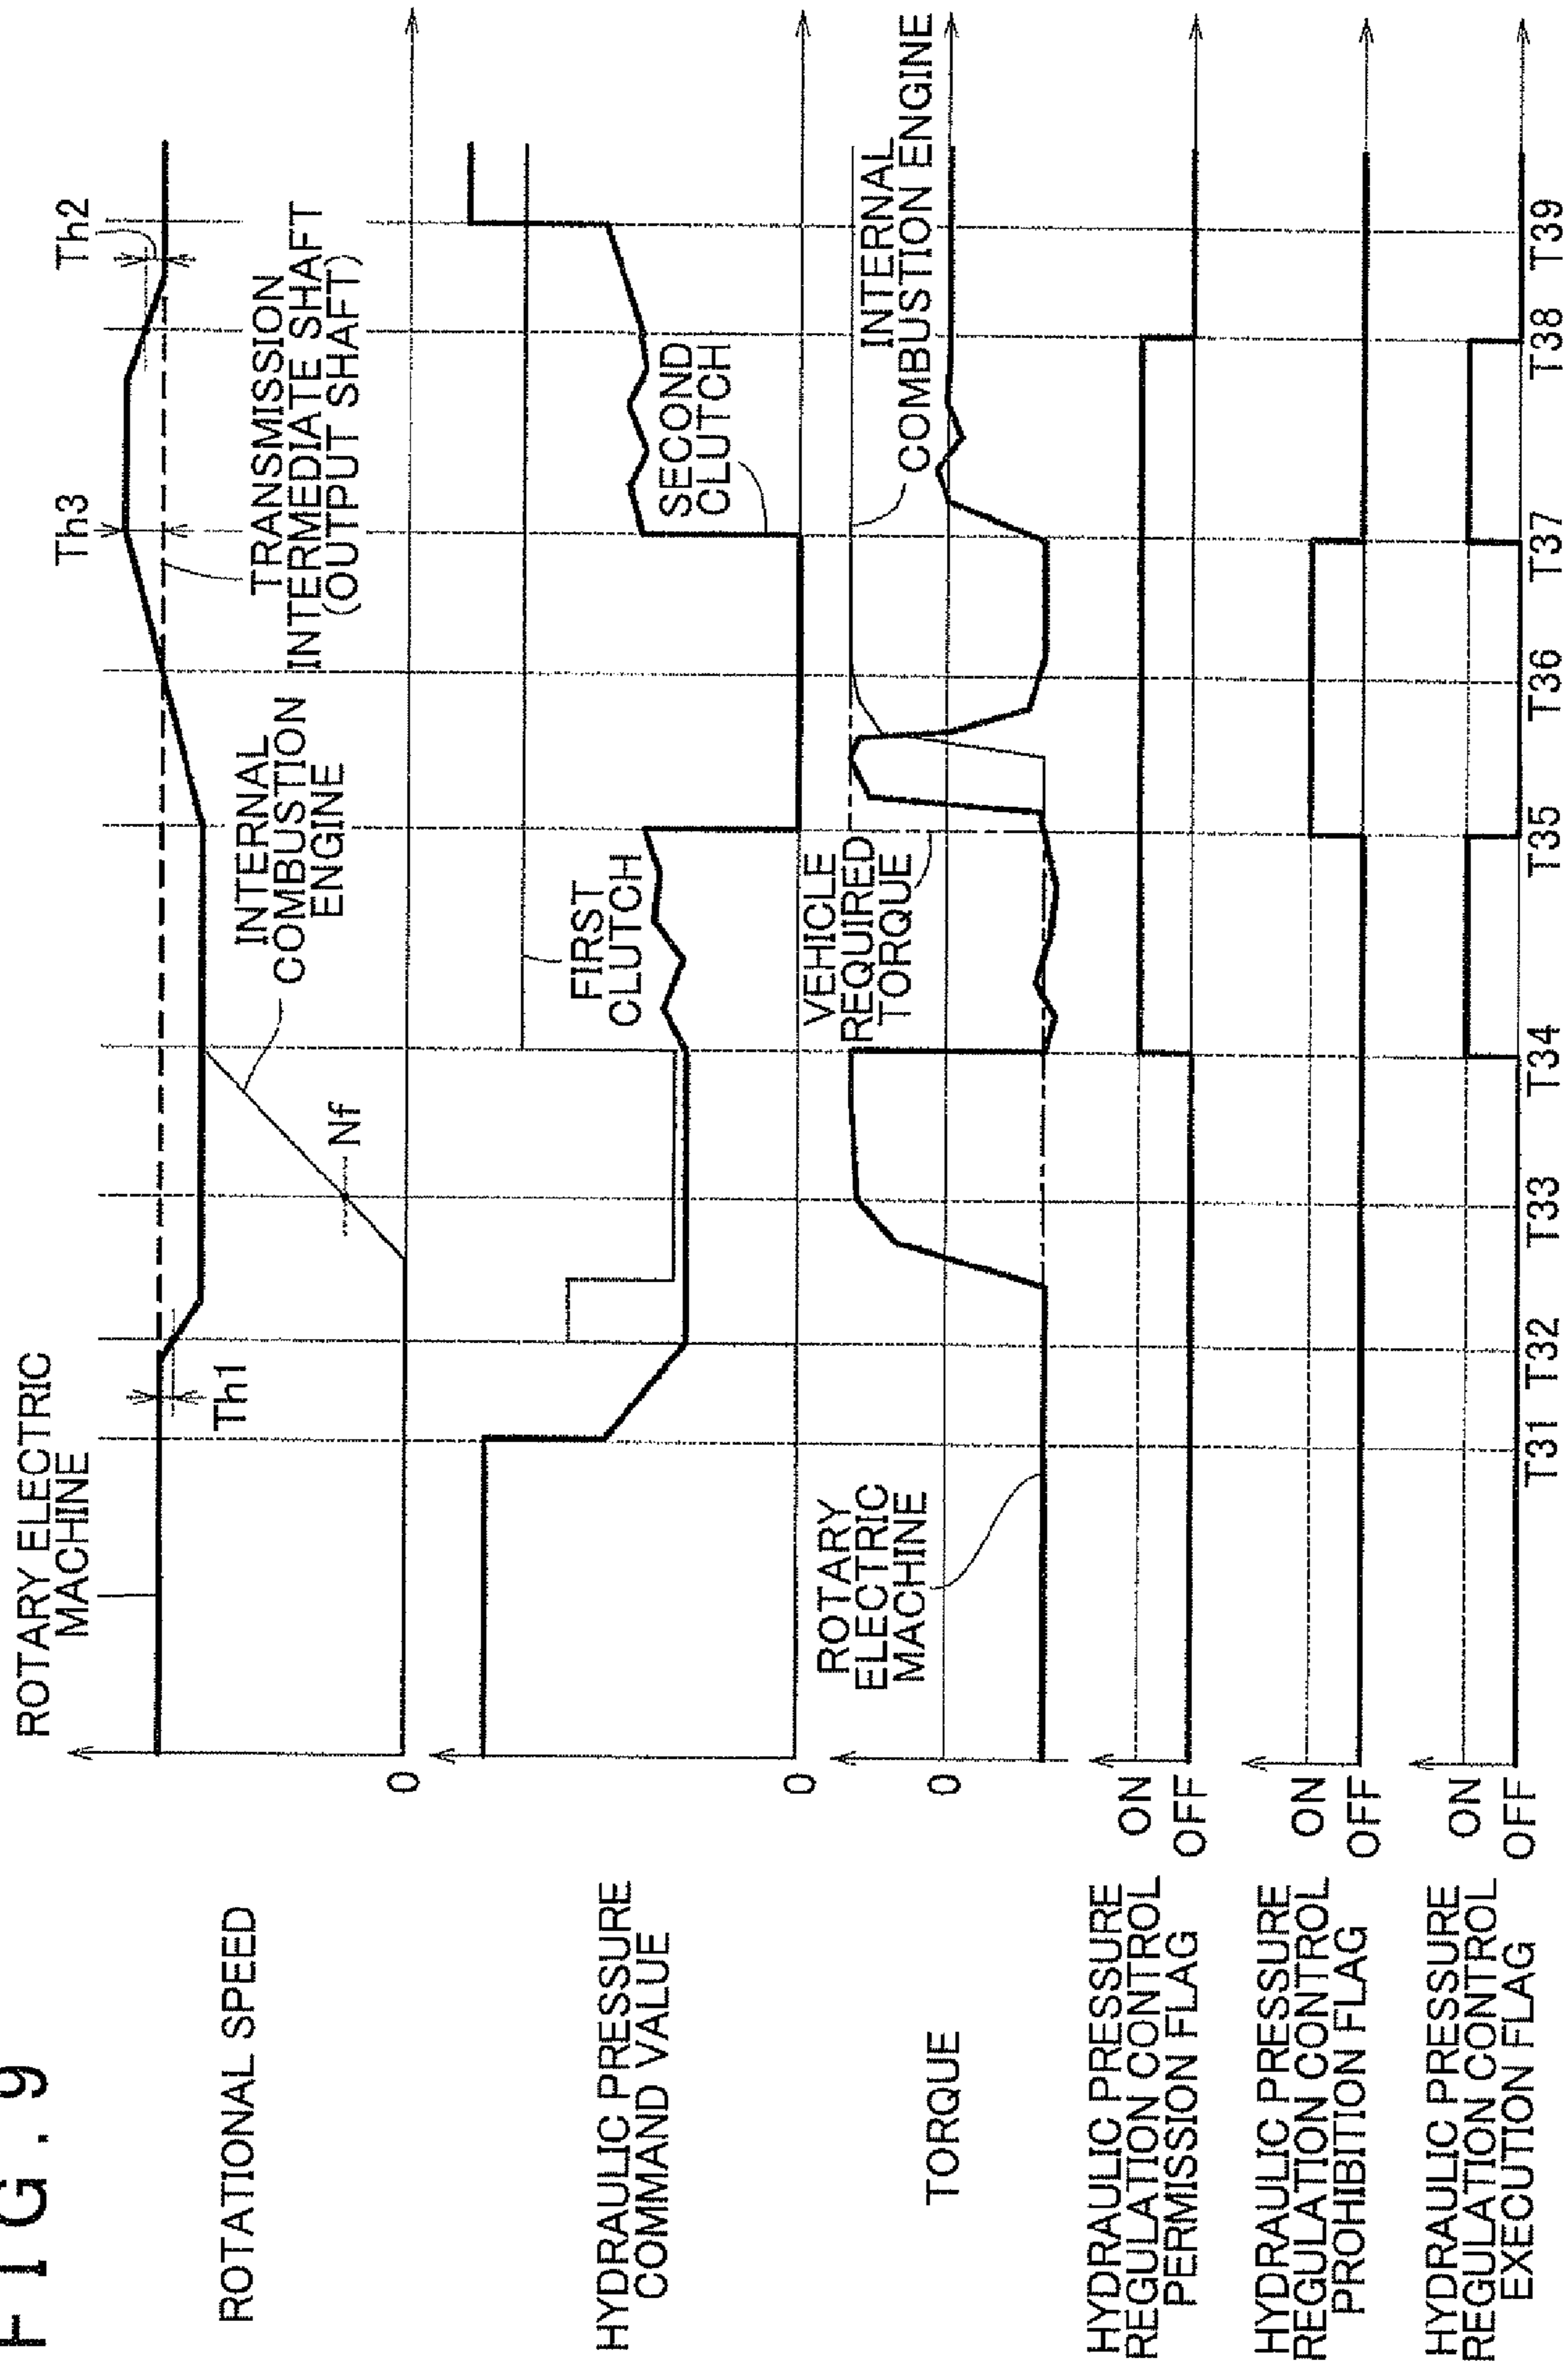 FIG. 9
ROTATIONAL SPEED
ROTARY ELECTRIC
MACHINE
Th1
Th3
Th2
INTERNAL
COMBUSTION
ENGINE
Nf
TRANSMISSION
INTERMEDIATE SHAFT
(OUTPUT SHAFT)
0
HYDRAULIC PRESSURE
COMMAND VALUE
FIRST
CLUTCH
SECOND
CLUTCH
0
TORQUE
ROTARY
ELECTRIC
MACHINE
VEHICLE
REQUIRED
TORQUE
INTERNAL
COMBUSTION ENGINE
0
HYDRAULIC PRESSURE
REGULATION CONTROL
PERMISSION FLAG
ON
OFF
HYDRAULIC PRESSURE
REGULATION CONTROL
PROHIBITION FLAG
ON
OFF
HYDRAULIC PRESSURE
REGULATION CONTROL
EXECUTION FLAG
ON
OFF
T31 T32 T33 T34 T35 T36 T37 T38 T39